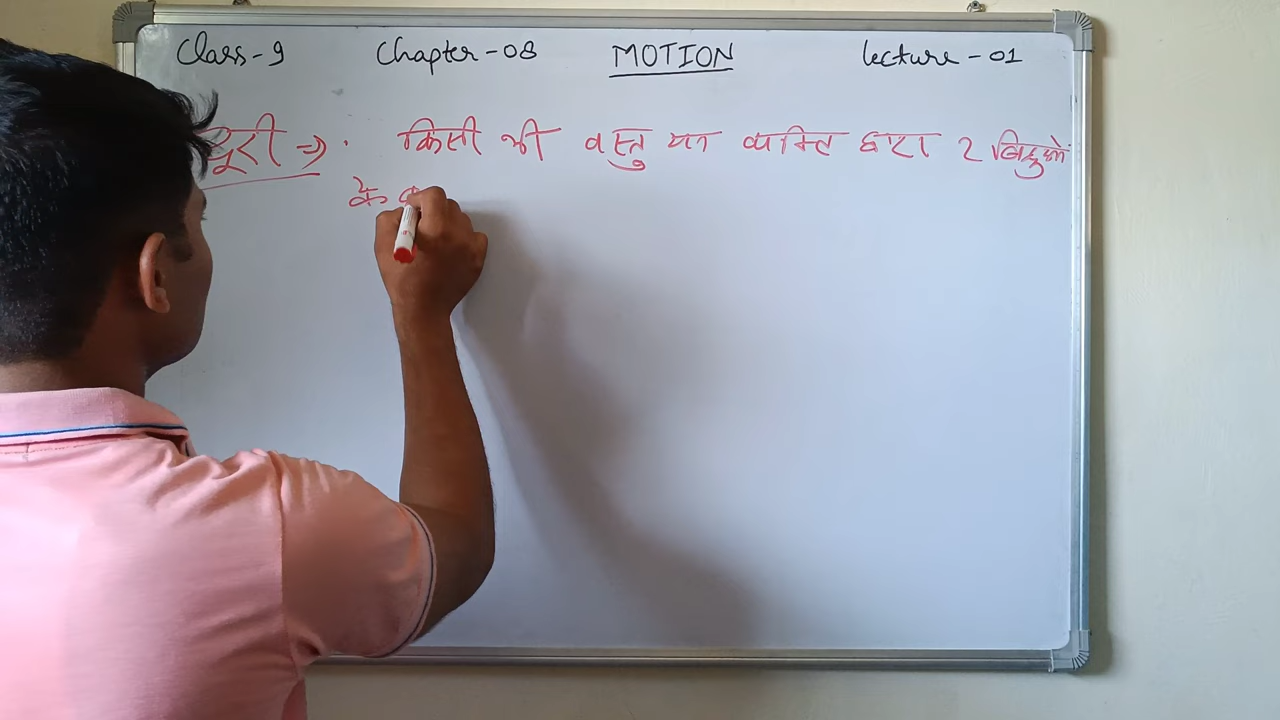 Class-9 Chapter-08 MOTION Lecture-01
दूरी => · किसी भी वस्तु या व्यक्ति द्वारा 2 बिंदुओं
के